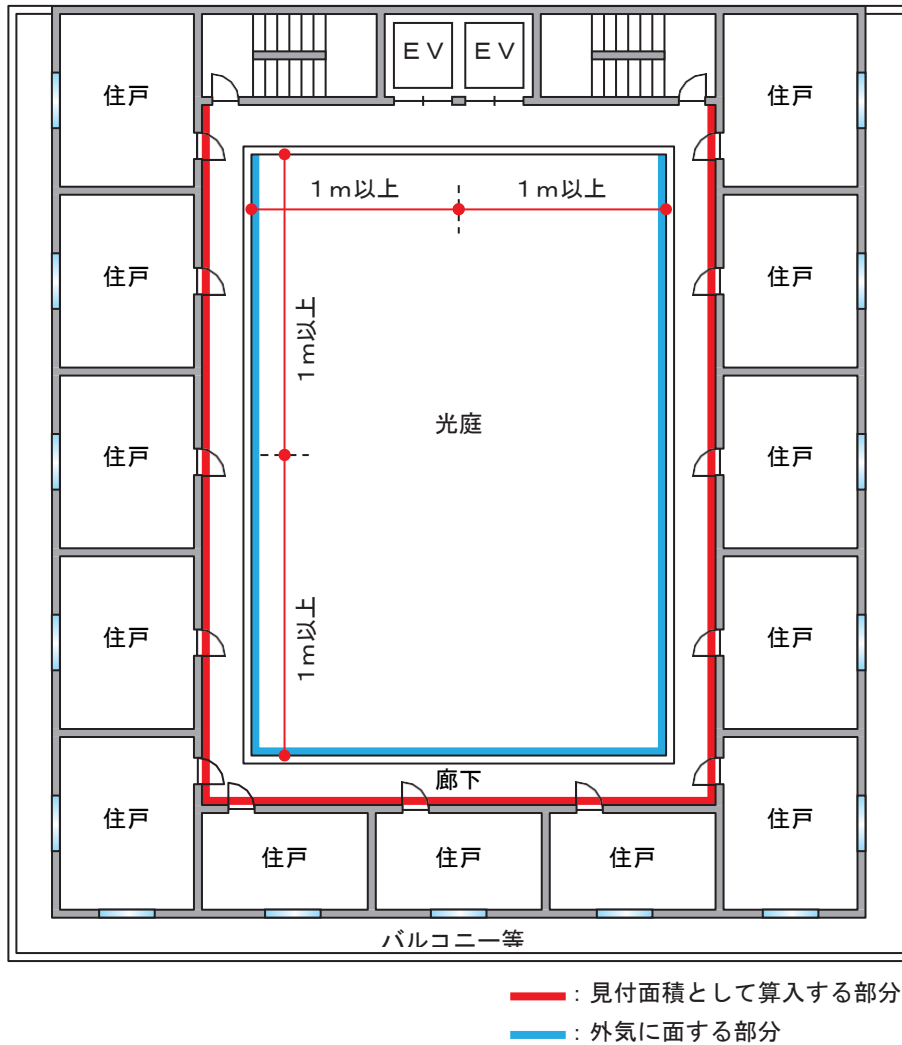 ＥＶ ＥＶ
住戸 住戸
１ｍ以上 １ｍ以上
住戸 住戸
１ｍ以上
光庭
住戸 住戸
１ｍ以上
住戸 住戸
廊下
住戸 住戸
住戸 住戸 住戸
バルコニー等
：見付面積として算入する部分
：外気に面する部分